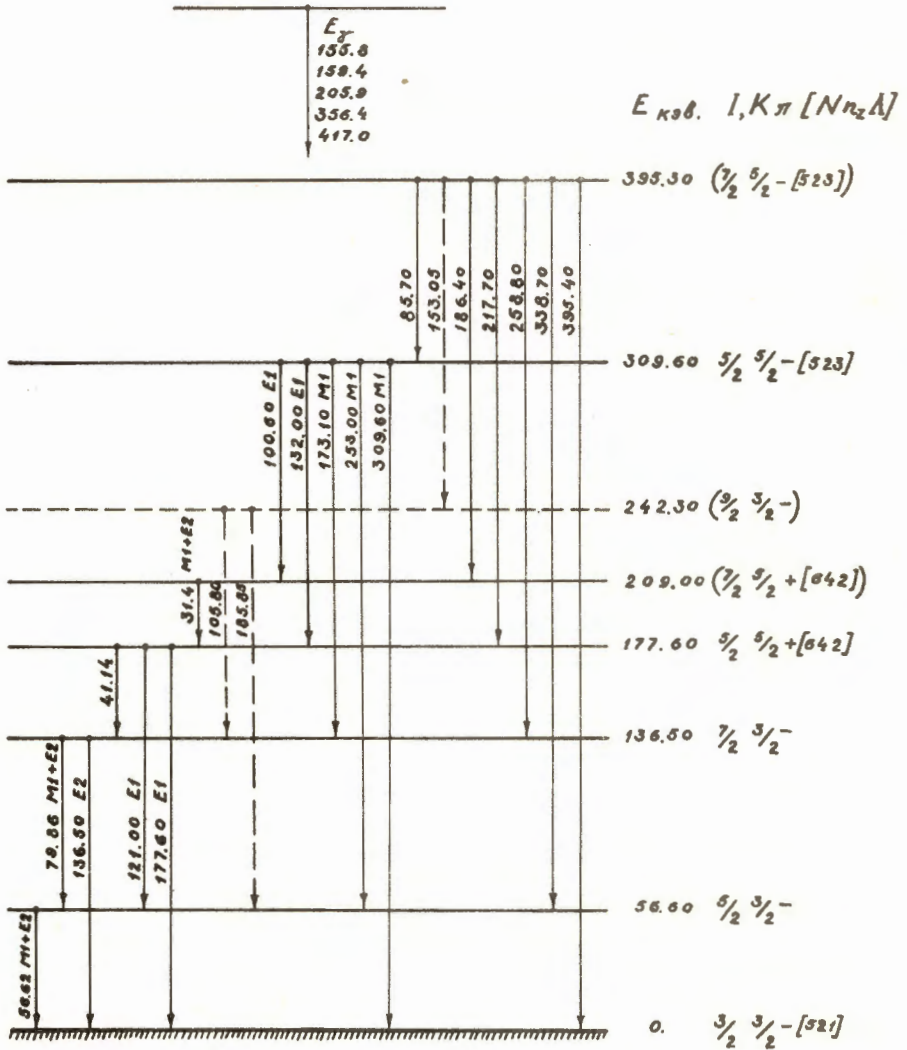 Eγ
155.8
159.4
205.9
356.4
417.0
E кэв. I, Kπ [Nn_zΛ]
395.30 (7/2 5/2 - [523])
85.70
153.05
186.40
217.70
258.80
338.70
395.40
309.60 5/2 5/2 - [523]
100.60 E1
132.00 E1
173.10 M1
253.00 M1
309.60 M1
242.30 (9/2 3/2 -)
31.4 M1+E2
105.80
185.85
209.00 (7/2 5/2 + [642])
177.60 5/2 5/2 + [642]
41.14
121.00 E1
177.60 E1
136.50 7/2 3/2 -
79.86 M1+E2
136.50 E2
56.60 5/2 3/2 -
56.62 M1+E2
0. 3/2 3/2 - [521]